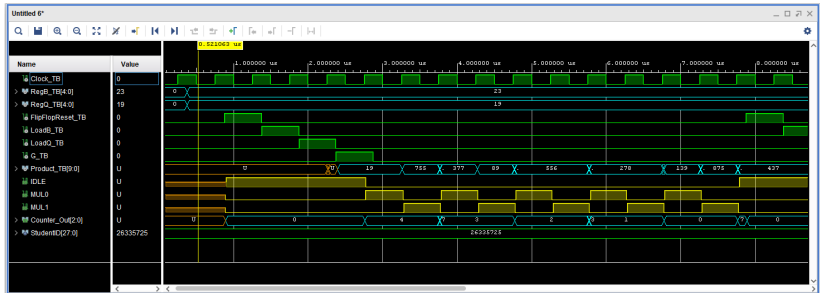 Untitled 6*
0.521063 us
Name Value
1.000000 us 2.000000 us 3.000000 us 4.000000 us 5.000000 us 6.000000 us 7.000000 us 8.000000 us
Clock_TB 0
RegB_TB[4:0] 23 0 23
RegQ_TB[4:0] 19 0 19
FlipFlopReset_TB 0
LoadB_TB 0
LoadQ_TB 0
G_TB 0
Product_TB[9:0] U U U 19 755 377 89 556 278 139 875 437
IDLE U
MUL0 U
MUL1 U
Counter_Out[2:0] U U 0 4 7 3 2 3 1 0 7 0
StudentID[27:0] 26335725 26335725